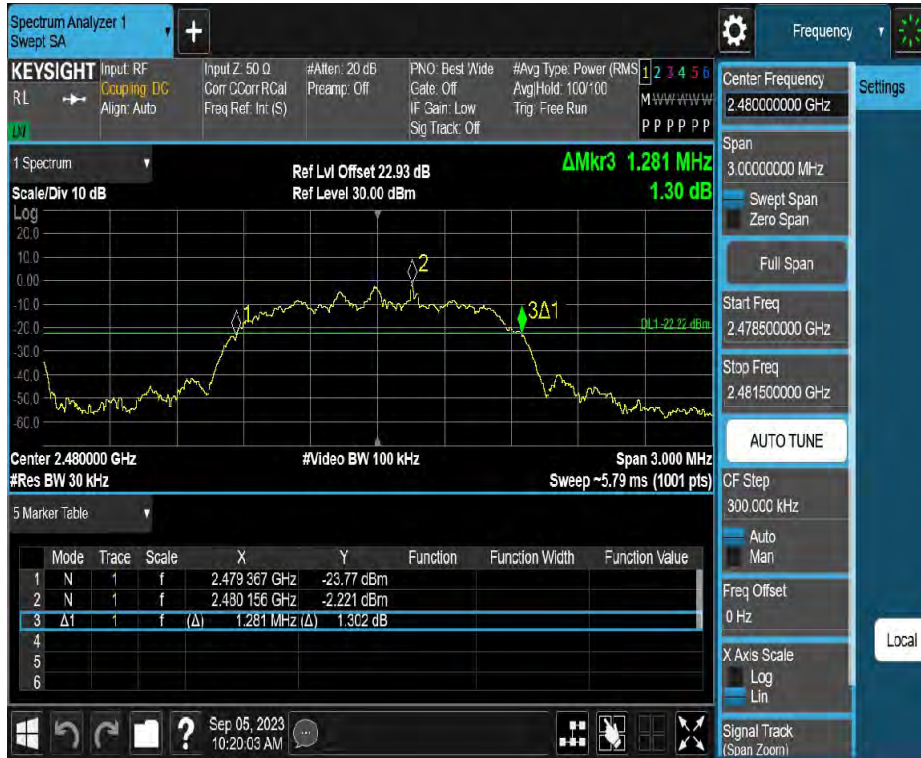 Spectrum Analyzer 1
Swept SA
+
Frequency
KEYSIGHT
RL
LXI
Input: RF
Coupling: DC
Align: Auto
Input Z: 50 Ω
Corr CCorr RCal
Freq Ref: Int (S)
#Atten: 20 dB
Preamp: Off
PNO: Best Wide
Gate: Off
IF Gain: Low
Sig Track: Off
#Avg Type: Power (RMS
Avg|Hold: 100/100
Trig: Free Run
1 2 3 4 5 6
M W W W W W
P P P P P P
Center Frequency
2.480000000 GHz
Settings
1 Spectrum
Scale/Div 10 dB
Ref Lvl Offset 22.93 dB
Ref Level 30.00 dBm
ΔMkr3 1.281 MHz
1.30 dB
Span
3.00000000 MHz
Swept Span
Zero Span
Full Span
Start Freq
2.478500000 GHz
Stop Freq
2.481500000 GHz
AUTO TUNE
CF Step
300.000 kHz
Auto
Man
Freq Offset
0 Hz
X Axis Scale
Log
Lin
Signal Track
(Span Zoom)
Local
Log
20.0
10.0
0.00
-10.0
-20.0
-30.0
-40.0
-50.0
-60.0
1
2
3Δ1
DL1 -22.22 dBm
Center 2.480000 GHz
#Video BW 100 kHz
Span 3.000 MHz
#Res BW 30 kHz
Sweep ~5.79 ms (1001 pts)
5 Marker Table
Mode Trace Scale X Y Function Function Width Function Value
1 N 1 f 2.479 367 GHz -23.77 dBm
2 N 1 f 2.480 156 GHz -2.221 dBm
3 Δ1 1 f (Δ) 1.281 MHz (Δ) 1.302 dB
4
5
6
?
Sep 05, 2023
10:20:03 AM